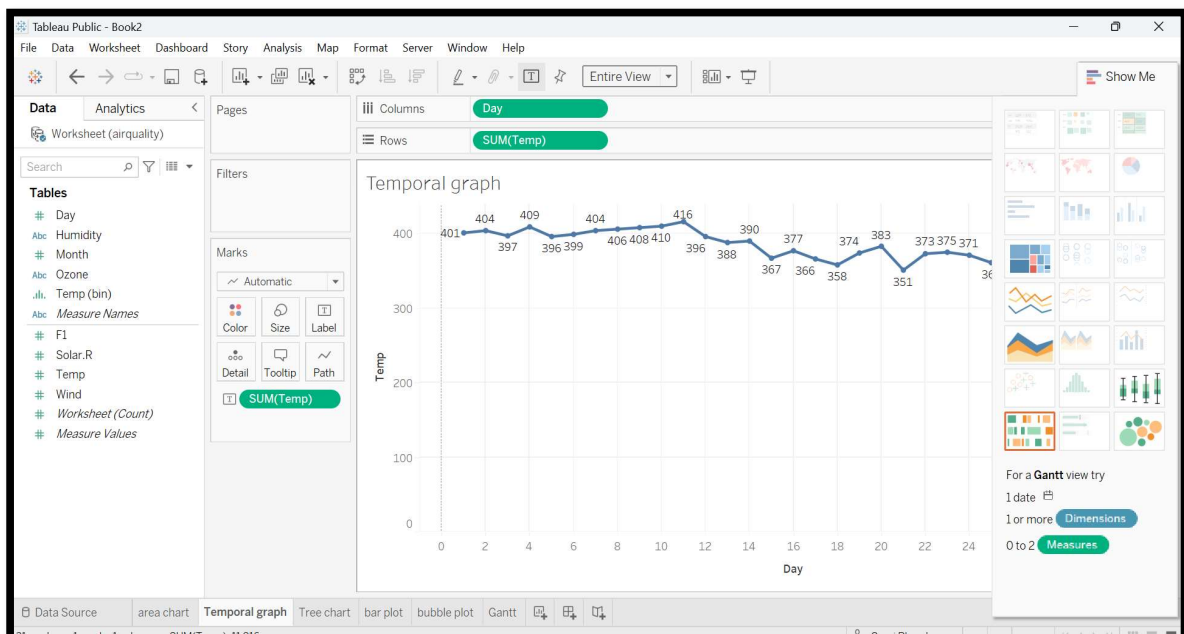 Tableau Public - Book2
File Data Worksheet Dashboard Story Analysis Map Format Server Window Help
Entire View
Show Me
Data Analytics
Worksheet (airquality)
Search
Tables
# Day
Abc Humidity
# Month
Abc Ozone
Temp (bin)
Abc Measure Names
# F1
# Solar.R
# Temp
# Wind
# Worksheet (Count)
# Measure Values
Pages
Filters
Marks
Automatic
Color Size Label
Detail Tooltip Path
SUM(Temp)
Columns Day
Rows SUM(Temp)
Temporal graph
401 404 397 409 396 399 404 406 408 410 416 396 388 390 367 377 366 358 374 383 351 373 375 371
400
300
200
100
0
Temp
0 2 4 6 8 10 12 14 16 18 20 22 24
Day
For a Gantt view try
1 date
1 or more Dimensions
0 to 2 Measures
Data Source area chart Temporal graph Tree chart bar plot bubble plot Gantt